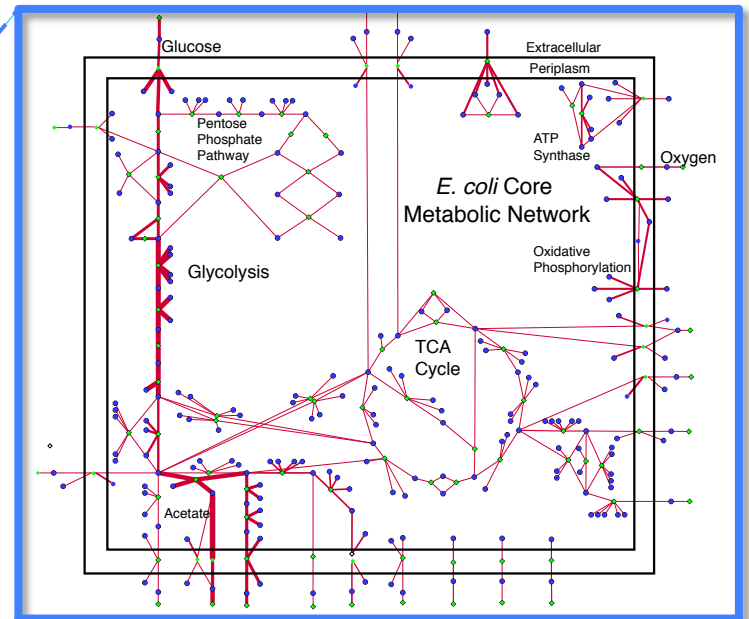 Glucose
Extracellular
Periplasm
Pentose
Phosphate
Pathway
ATP
Synthase
Oxygen
E. coli Core
Metabolic Network
Oxidative
Phosphorylation
Glycolysis
TCA
Cycle
Acetate